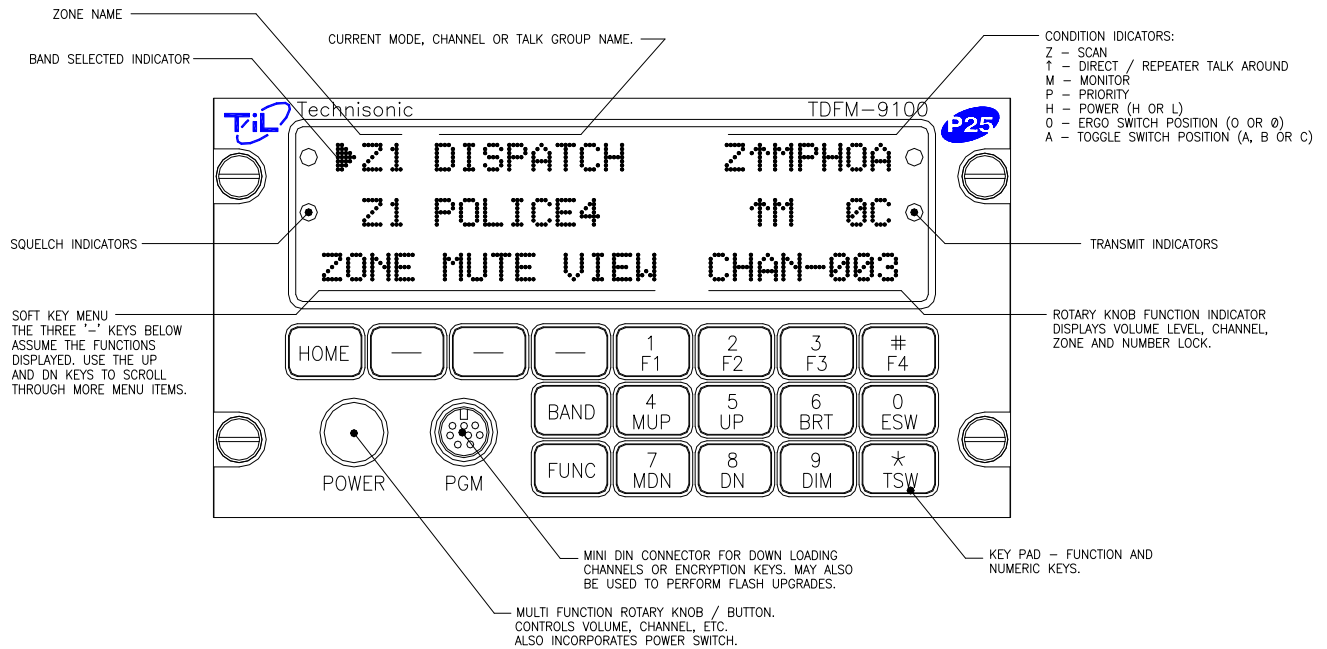 ZONE NAME
CURRENT MODE, CHANNEL OR TALK GROUP NAME.
BAND SELECTED INDICATOR
CONDITION IDICATORS:
Z – SCAN
↑ – DIRECT / REPEATER TALK AROUND
M – MONITOR
P – PRIORITY
H – POWER (H OR L)
O – ERGO SWITCH POSITION (O OR Ø)
A – TOGGLE SWITCH POSITION (A, B OR C)
TiL Technisonic TDFM–9100 P25
Z1 DISPATCH Z↑MPHOA
Z1 POLICE4 ↑M ØC
ZONE MUTE VIEW CHAN–003
SQUELCH INDICATORS
TRANSMIT INDICATORS
SOFT KEY MENU
THE THREE '–' KEYS BELOW
ASSUME THE FUNCTIONS
DISPLAYED. USE THE UP
AND DN KEYS TO SCROLL
THROUGH MORE MENU ITEMS.
ROTARY KNOB FUNCTION INDICATOR
DISPLAYS VOLUME LEVEL, CHANNEL,
ZONE AND NUMBER LOCK.
HOME — — — 1 2 3 #
F1 F2 F3 F4
BAND 4 5 6 0
MUP UP BRT ESW
FUNC 7 8 9 *
MDN DN DIM TSW
POWER PGM
MINI DIN CONNECTOR FOR DOWN LOADING
CHANNELS OR ENCRYPTION KEYS. MAY ALSO
BE USED TO PERFORM FLASH UPGRADES.
KEY PAD – FUNCTION AND
NUMERIC KEYS.
MULTI FUNCTION ROTARY KNOB / BUTTON.
CONTROLS VOLUME, CHANNEL, ETC.
ALSO INCORPORATES POWER SWITCH.